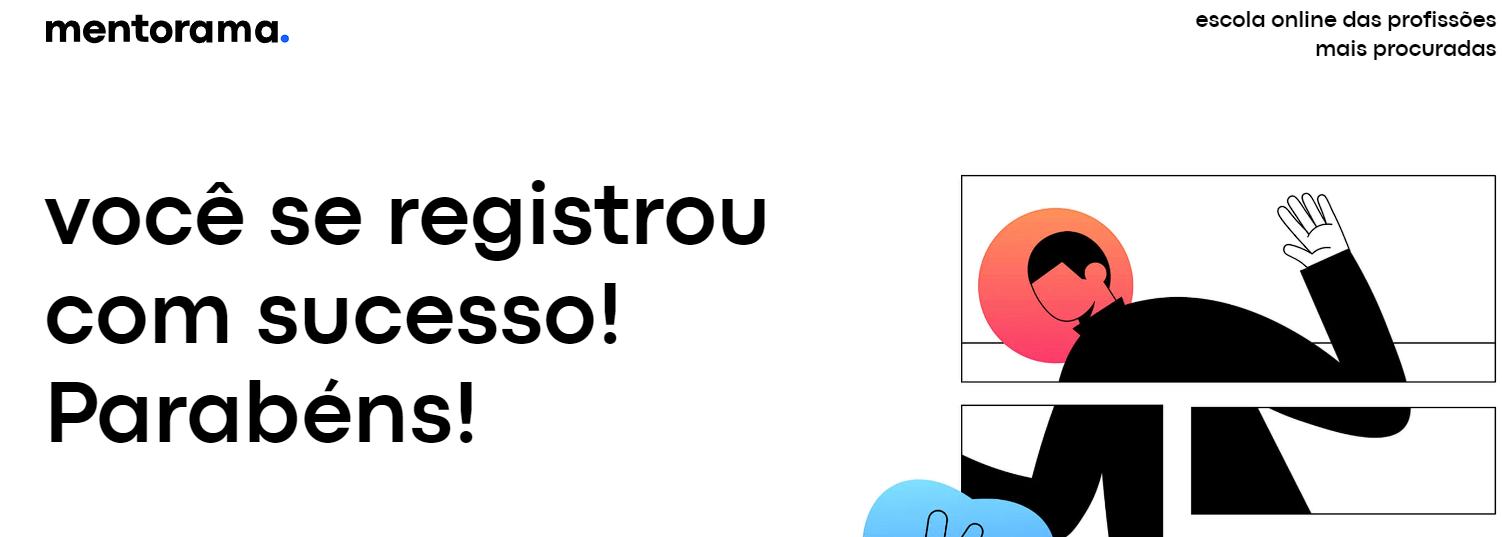 mentorama.
escola online das profissões
mais procuradas
você se registrou
com sucesso!
Parabéns!